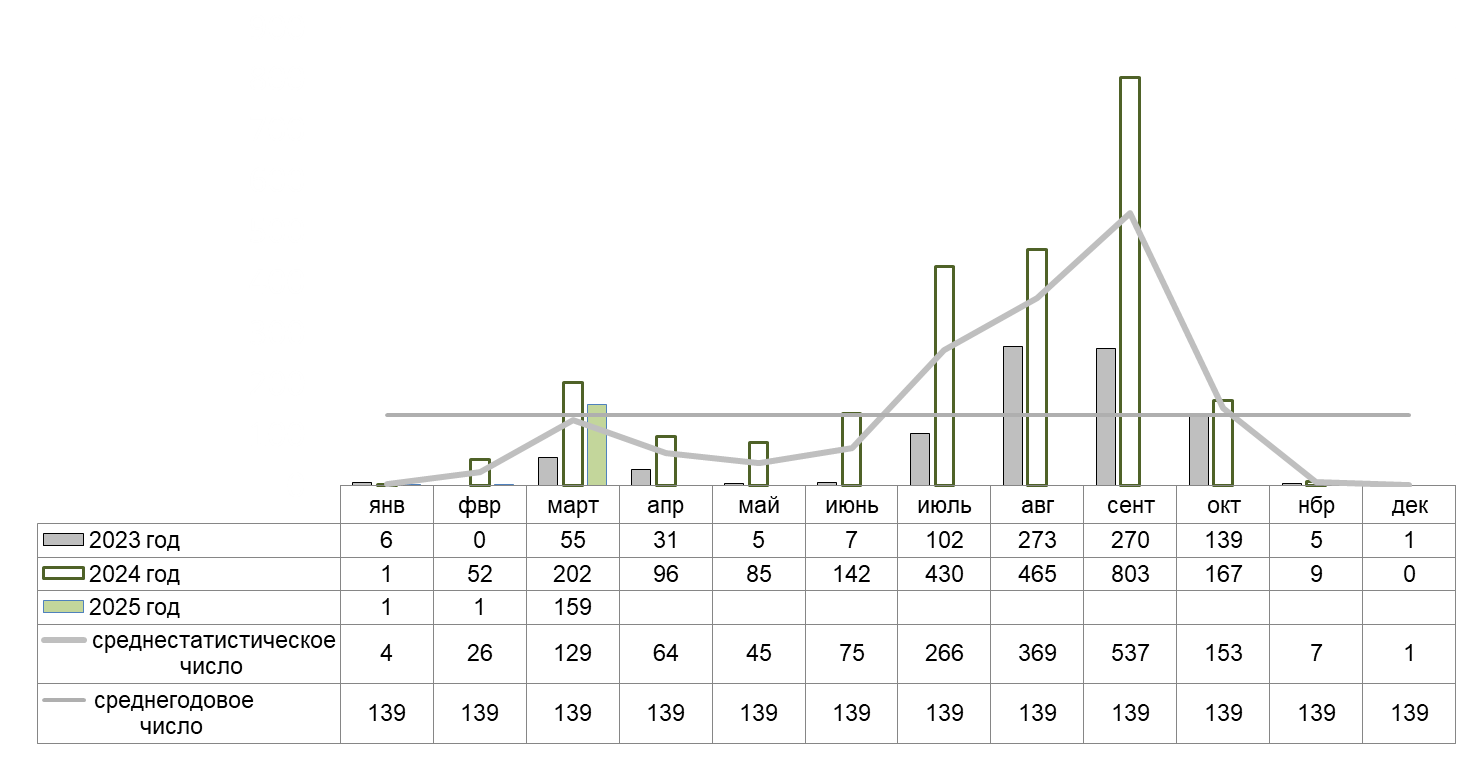 янв фвр март апр май июнь июль авг сент окт нбр дек
2023 год 6 0 55 31 5 7 102 273 270 139 5 1
2024 год 1 52 202 96 85 142 430 465 803 167 9 0
2025 год 1 1 159
среднестатистическое
число 4 26 129 64 45 75 266 369 537 153 7 1
среднегодовое
число 139 139 139 139 139 139 139 139 139 139 139 139